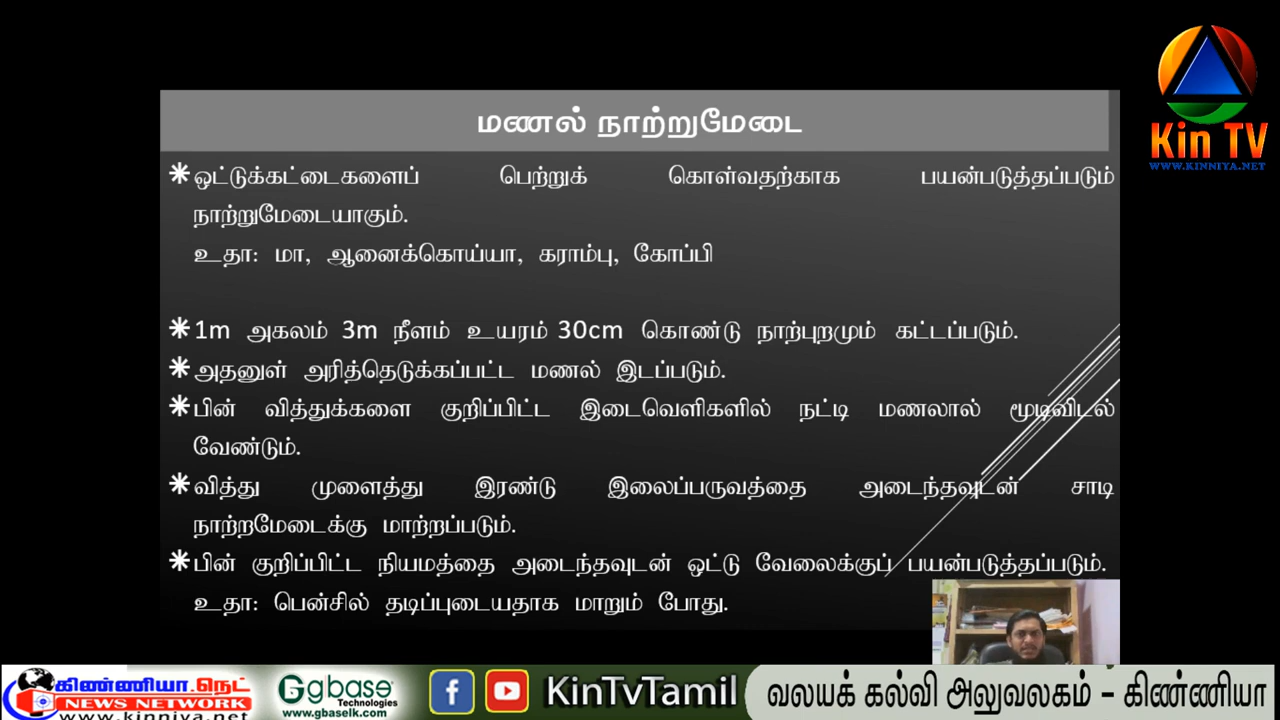 Kin TV
WWW.KINNIYA.NET
மணல் நாற்றுமேடை
ஒட்டுக்கட்டைகளைப் பெற்றுக் கொள்வதற்காக பயன்படுத்தப்படும்
நாற்றுமேடையாகும்.
உதா: மா, ஆனைக்கொய்யா, கராம்பு, கோப்பி
1m அகலம் 3m நீளம் உயரம் 30cm கொண்டு நாற்புறமும் கட்டப்படும்.
அதனுள் அரித்தெடுக்கப்பட்ட மணல் இடப்படும்.
பின் வித்துக்களை குறிப்பிட்ட இடைவெளிகளில் நட்டி மணலால் மூடிவிடல்
வேண்டும்.
வித்து முளைத்து இரண்டு இலைப்பருவத்தை அடைந்தவுடன் சாடி
நாற்றமேடைக்கு மாற்றப்படும்.
பின் குறிப்பிட்ட நியமத்தை அடைந்தவுடன் ஒட்டு வேலைக்குப் பயன்படுத்தப்படும்.
உதா: பென்சில் தடிப்புடையதாக மாறும் போது.
கிண்ணியா.நெட்
NEWS NETWORK
www.kinniya.net
Ggbase
Technologies
www.gbaselk.com
KinTvTamil
வலயக் கல்வி அலுவலகம் - கிண்ணியா